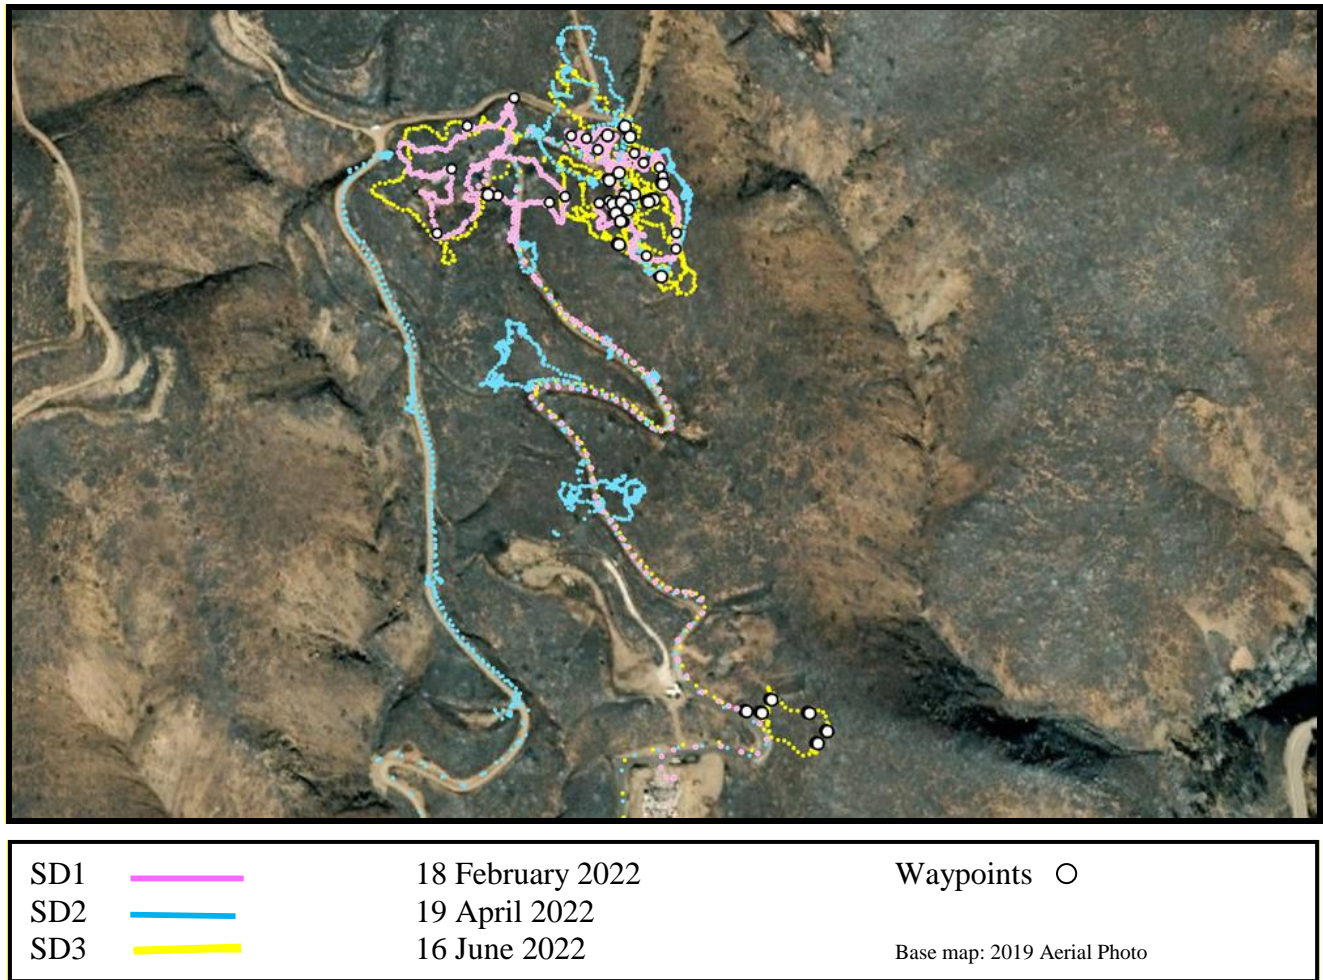 SD1 18 February 2022 Waypoints
SD2 19 April 2022
SD3 16 June 2022 Base map: 2019 Aerial Photo